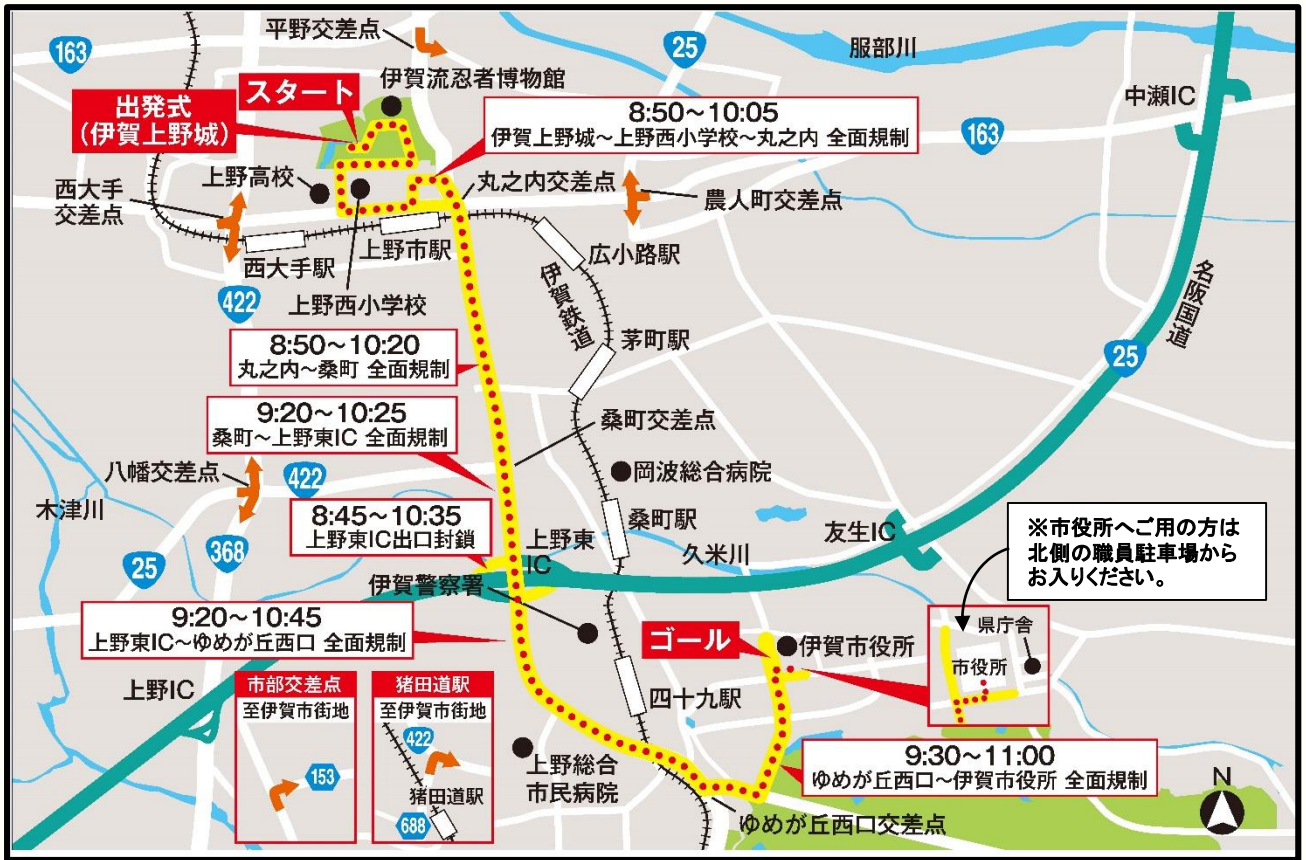 平野交差点
163
25
服部川
伊賀流忍者博物館
スタート
出発式
(伊賀上野城)
中瀬IC
8:50～10:05
伊賀上野城～上野西小学校～丸之内 全面規制
163
上野高校
丸之内交差点
西大手
交差点
農人町交差点
上野市駅
西大手駅
広小路駅
伊賀鉄道
名阪国道
422
上野西小学校
茅町駅
8:50～10:20
丸之内～桑町 全面規制
25
9:20～10:25
桑町～上野東IC 全面規制
桑町交差点
八幡交差点
422
岡波総合病院
木津川
8:45～10:35
上野東IC出口封鎖
桑町駅
上野東
IC
久米川
友生IC
※市役所へご用の方は
北側の職員駐車場から
お入りください。
368
25
伊賀警察署
9:20～10:45
上野東IC～ゆめが丘西口 全面規制
ゴール
伊賀市役所
県庁舎
市役所
上野IC
市部交差点
至伊賀市街地
153
猪田道駅
至伊賀市街地
422
猪田道駅
688
四十九駅
上野総合
市民病院
9:30～11:00
ゆめが丘西口～伊賀市役所 全面規制
ゆめが丘西口交差点
N